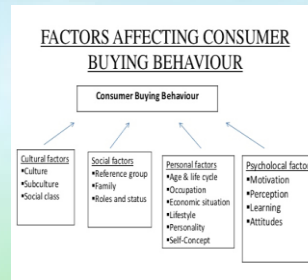 FACTORS AFFECTING CONSUMER
BUYING BEHAVIOUR
Consumer Buying Behaviour
Cultural factors
▪Culture
▪Subculture
▪Social class
Social factors
▪Reference group
▪Family
▪Roles and status
Personal factors
▪Age & life cycle
▪Occupation
▪Economic situation
▪Lifestyle
▪Personality
▪Self-Concept
Psycholocal facto
▪Motivation
▪Perception
▪Learning
▪Attitudes